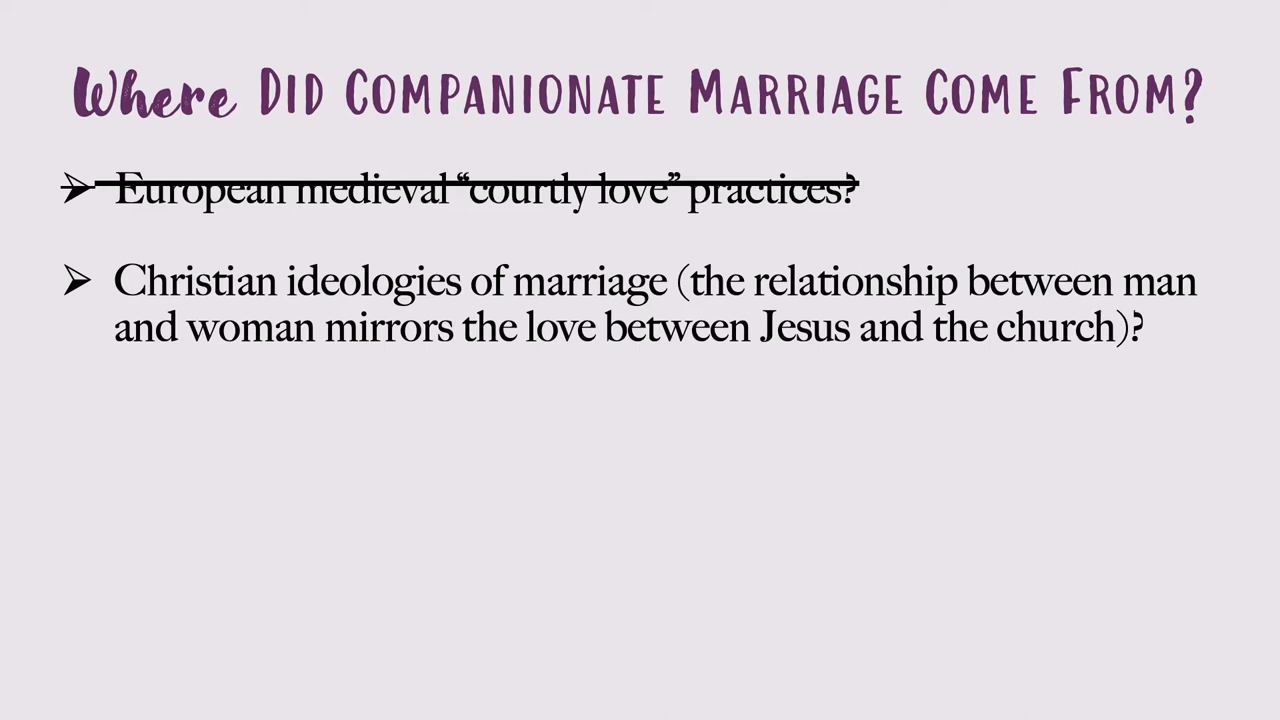 Where Did Companionate Marriage Come From?
➢ European medieval “courtly love” practices?
➢ Christian ideologies of marriage (the relationship between man
and woman mirrors the love between Jesus and the church)?